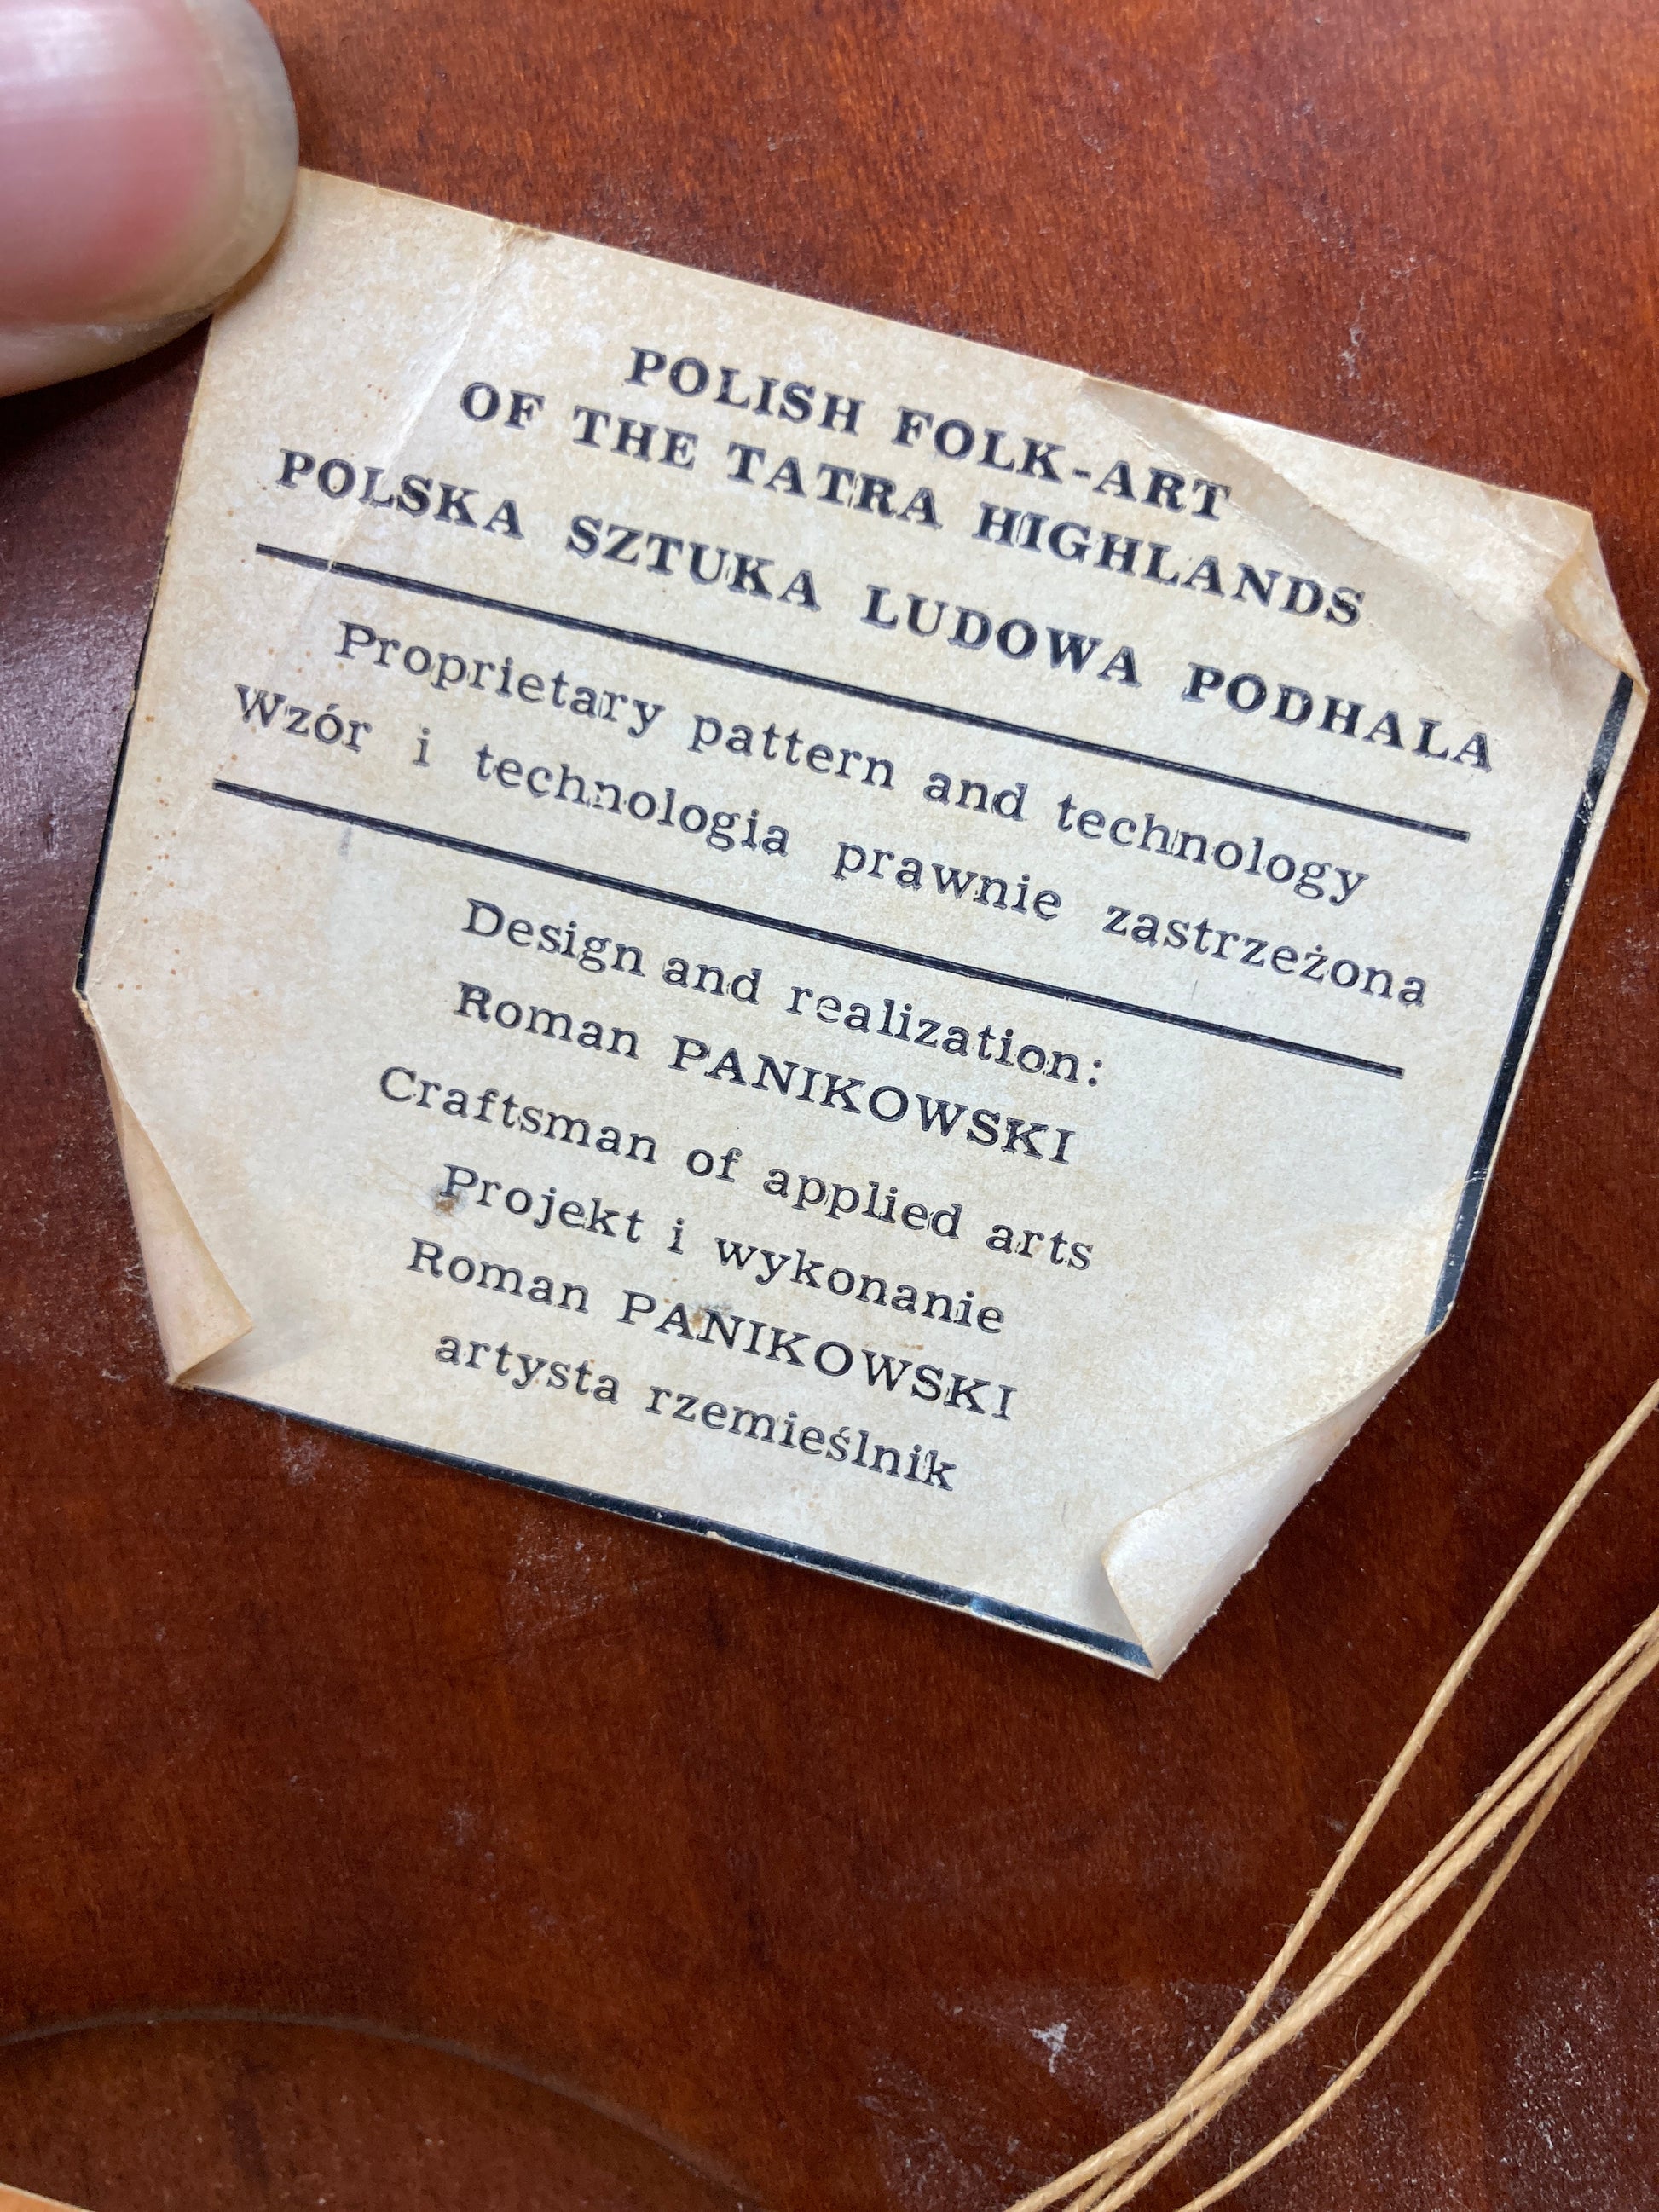 POLISH FOLK-ART
OF THE TATRA HIGHLANDS
POLSKA SZTUKA LUDOWA PODHALA
Proprietary pattern and technology
Wzór i technologia prawnie zastrzeżona
Design and realization:
Roman PANIKOWSKI
Craftsman of applied arts
Projekt i wykonanie
Roman PANIKOWSKI
artysta rzemieślnik